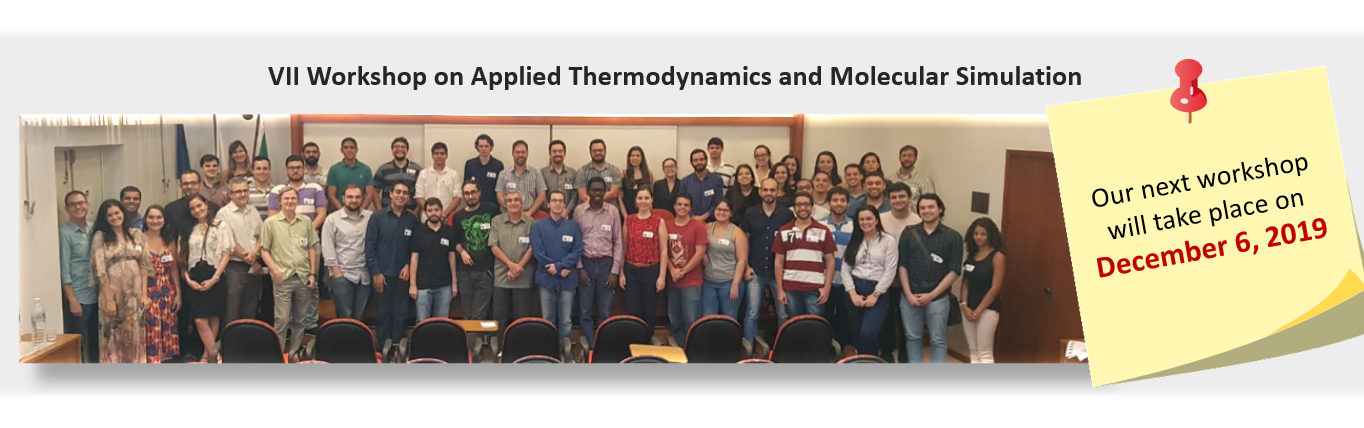 VII Workshop on Applied Thermodynamics and Molecular Simulation
Our next workshop
will take place on
December 6, 2019